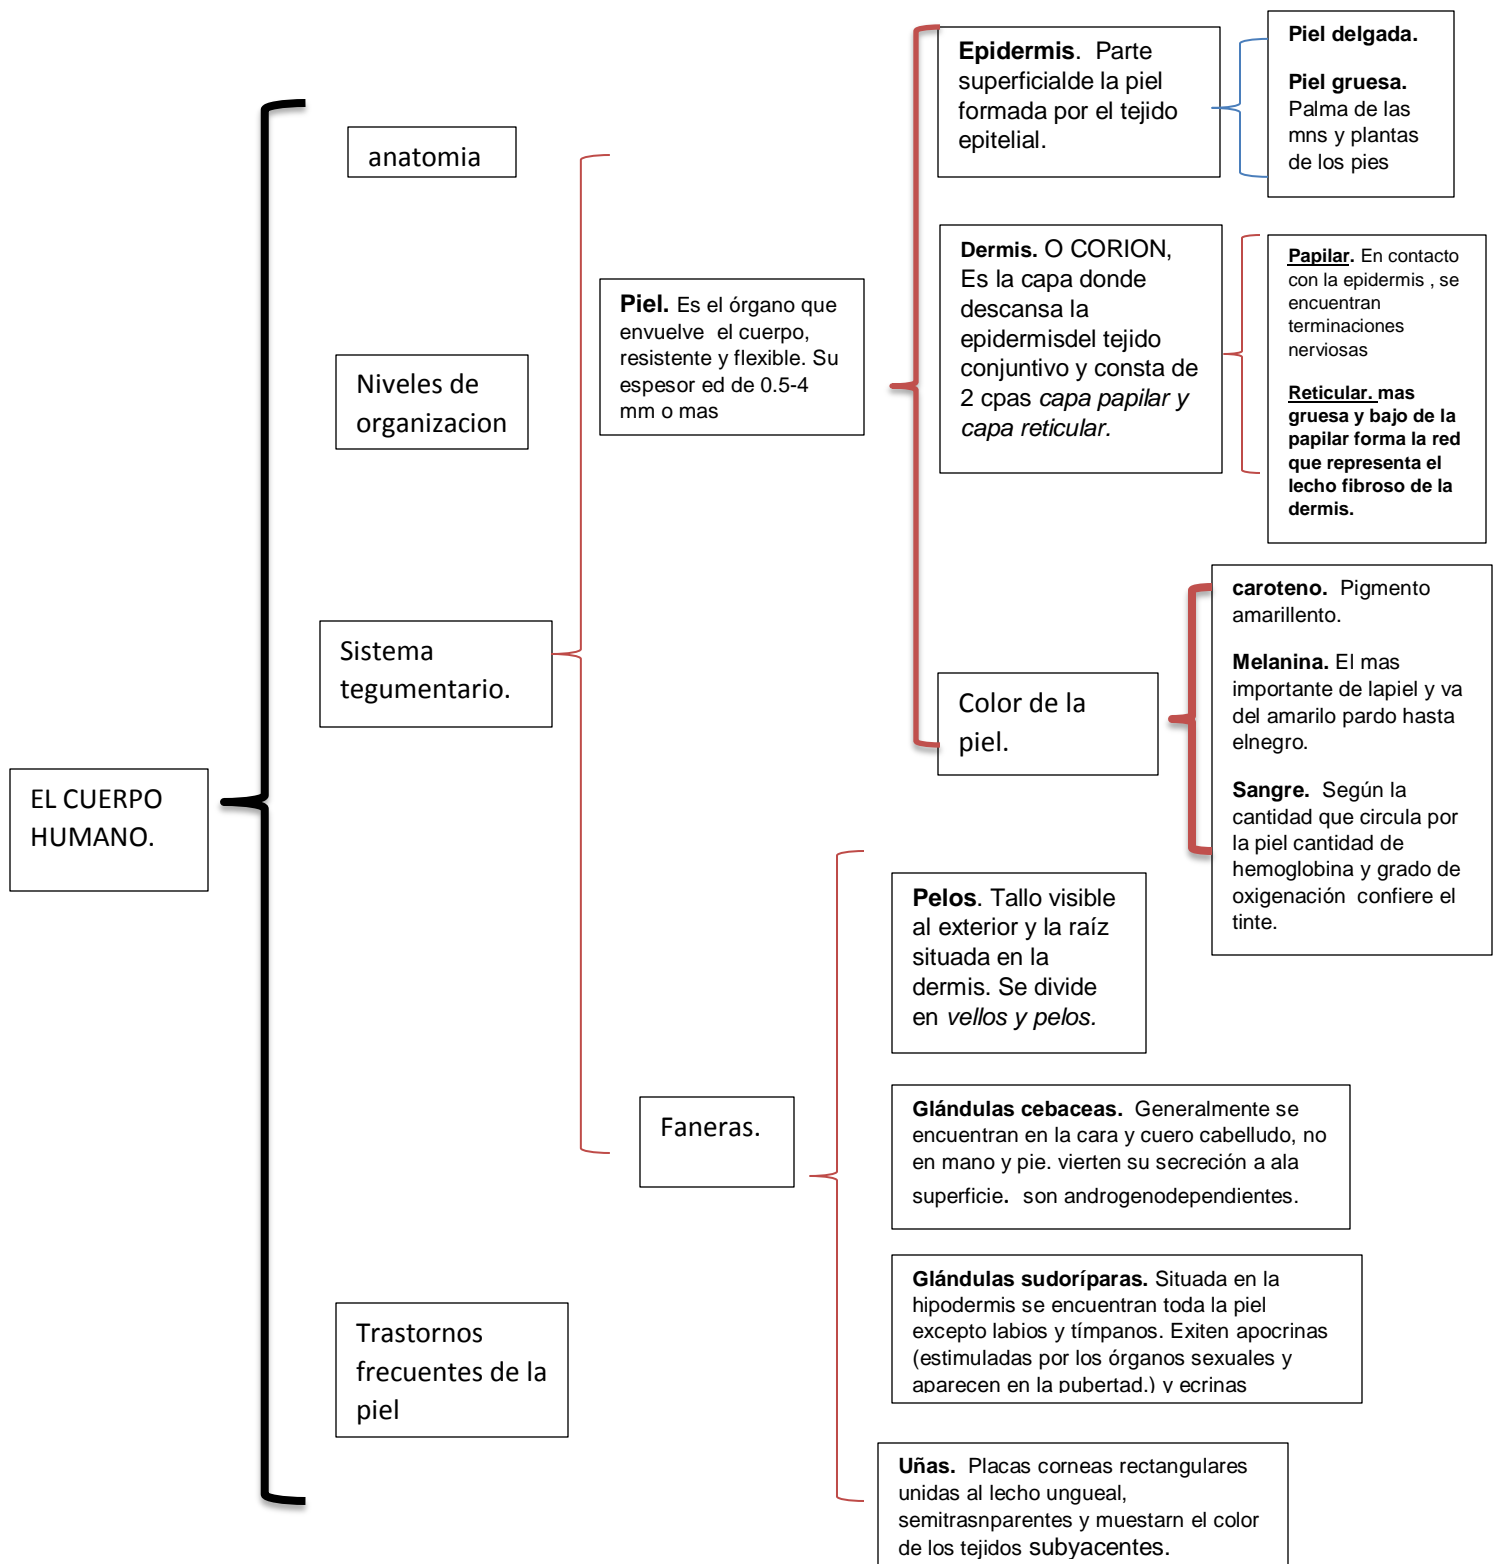 EL CUERPO
HUMANO.
anatomia
Niveles de
organizacion
Sistema
tegumentario.
Trastornos
frecuentes de la
piel
Piel. Es el órgano que
envuelve el cuerpo,
resistente y flexible. Su
espesor ed de 0.5-4
mm o mas
Faneras.
Epidermis. Parte
superficialde la piel
formada por el tejido
epitelial.
Piel delgada.
Piel gruesa.
Palma de las
mns y plantas
de los pies
Dermis. O CORION,
Es la capa donde
descansa la
epidermisdel tejido
conjuntivo y consta de
2 cpas capa papilar y
capa reticular.
Papilar. En contacto
con la epidermis , se
encuentran
terminaciones
nerviosas
Reticular. mas
gruesa y bajo de la
papilar forma la red
que representa el
lecho fibroso de la
dermis.
Color de la
piel.
caroteno. Pigmento
amarillento.
Melanina. El mas
importante de lapiel y va
del amarilo pardo hasta
elnegro.
Sangre. Según la
cantidad que circula por
la piel cantidad de
hemoglobina y grado de
oxigenación confiere el
tinte.
Pelos. Tallo visible
al exterior y la raíz
situada en la
dermis. Se divide
en vellos y pelos.
Glándulas cebaceas. Generalmente se
encuentran en la cara y cuero cabelludo, no
en mano y pie. vierten su secreción a ala
superficie. son androgenodependientes.
Glándulas sudoríparas. Situada en la
hipodermis se encuentran toda la piel
excepto labios y tímpanos. Exiten apocrinas
(estimuladas por los órganos sexuales y
aparecen en la pubertad.) y ecrinas
Uñas. Placas corneas rectangulares
unidas al lecho ungueal,
semitrasnparentes y muestarn el color
de los tejidos subyacentes.